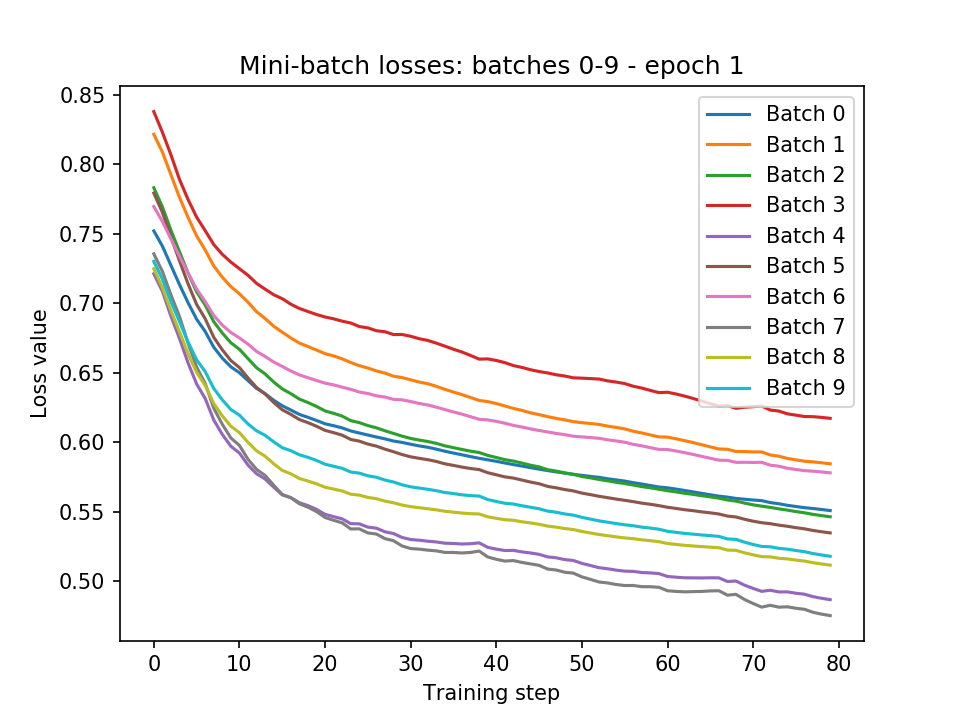 Mini-batch losses: batches 0-9 - epoch 1
0.85
0.80
0.75
0.70
0.65
0.60
0.55
0.50
Loss value
0
10
20
30
40
50
60
70
80
Training step
Batch 0
Batch 1
Batch 2
Batch 3
Batch 4
Batch 5
Batch 6
Batch 7
Batch 8
Batch 9